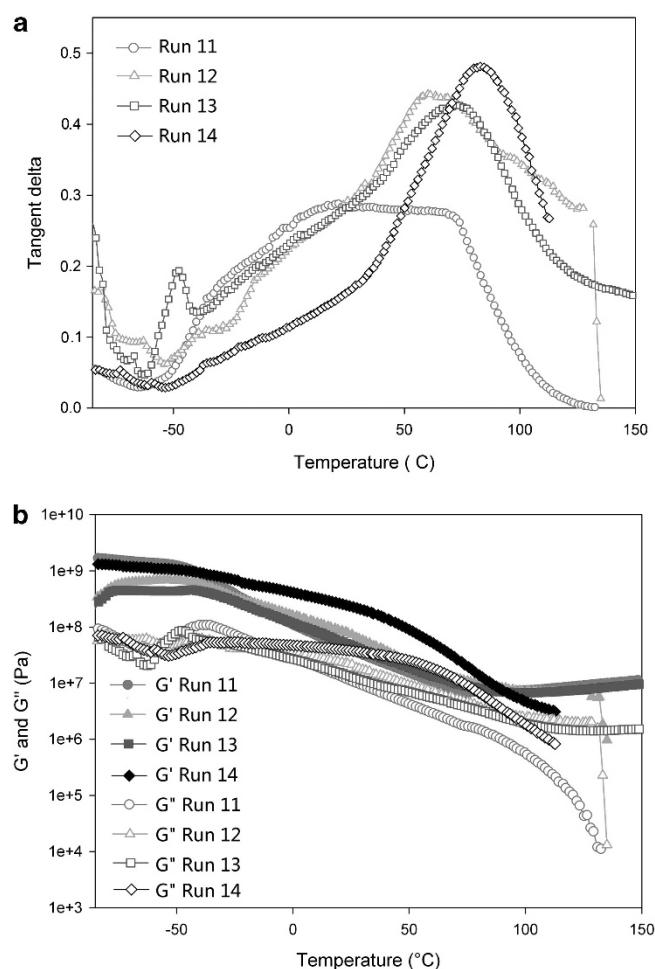 a
0.5
0.4
0.3
0.2
0.1
0.0
Tangent delta
Run 11
Run 12
Run 13
Run 14
-50
0
50
100
150
Temperature ( C)
b
1e+10
1e+9
1e+8
1e+7
1e+6
1e+5
1e+4
1e+3
G' and G'' (Pa)
G' Run 11
G' Run 12
G' Run 13
G' Run 14
G" Run 11
G" Run 12
G" Run 13
G" Run 14
-50
0
50
100
150
Temperature (°C)